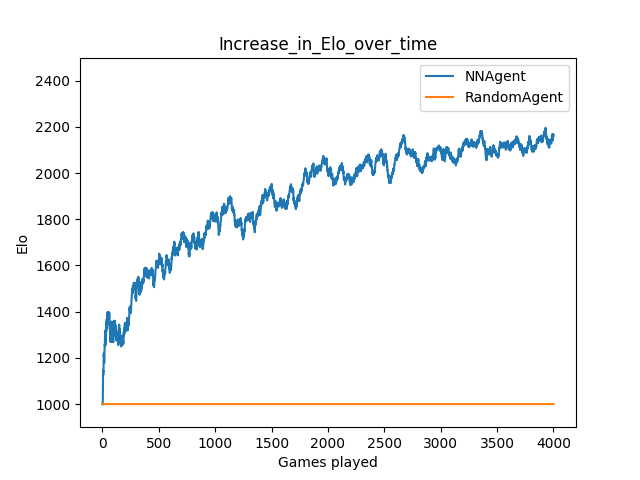 Increase_in_Elo_over_time
NNAgent
RandomAgent
2400
2200
2000
1800
1600
1400
1200
1000
Elo
0 500 1000 1500 2000 2500 3000 3500 4000
Games played